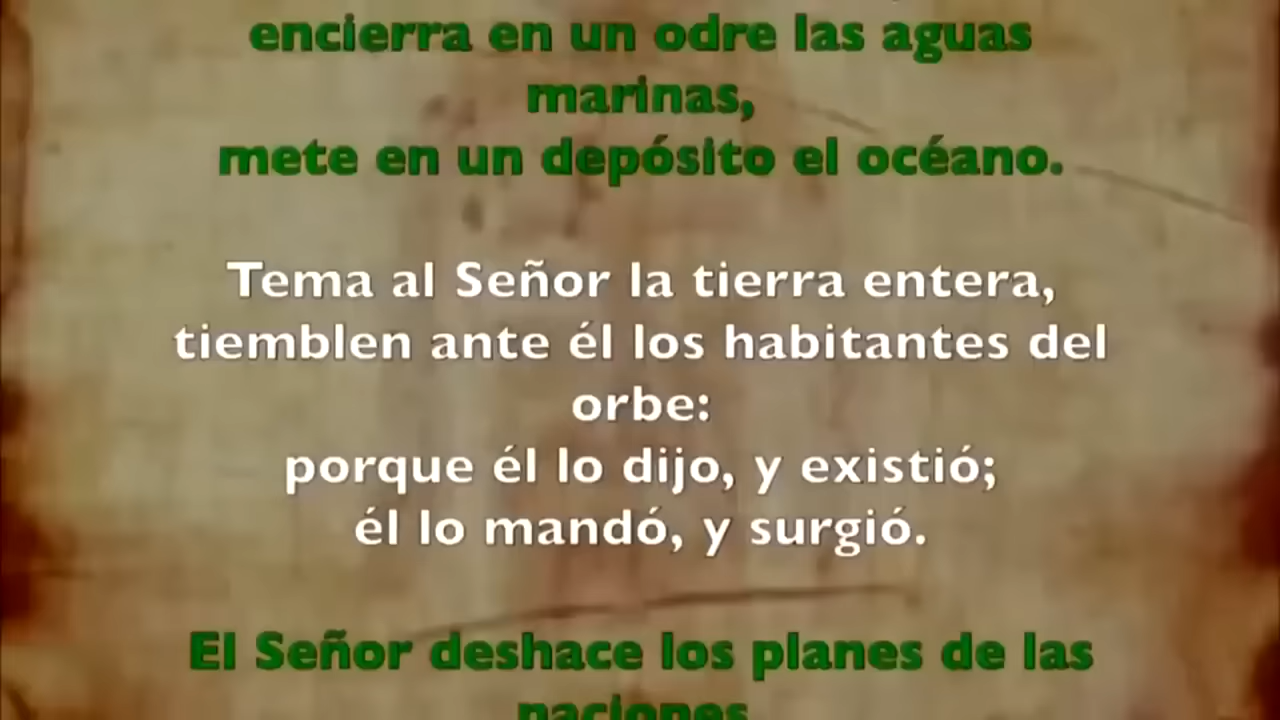 encierra en un odre las aguas
marinas,
mete en un depósito el océano.
Tema al Señor la tierra entera,
tiemblen ante él los habitantes del
orbe:
porque él lo dijo, y existió;
él lo mandó, y surgió.
El Señor deshace los planes de las
naciones